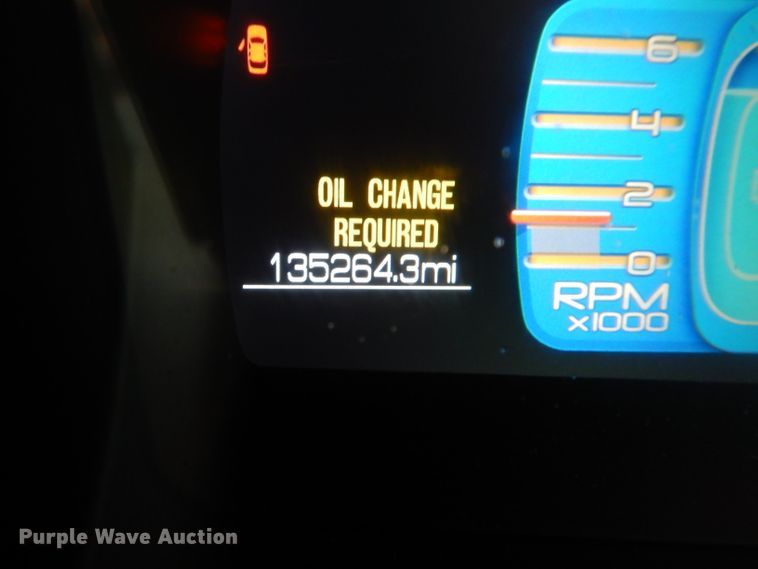 OIL CHANGE
REQUIRED
135264.3mi
6
4
2
0
RPM
x1000
Purple Wave Auction